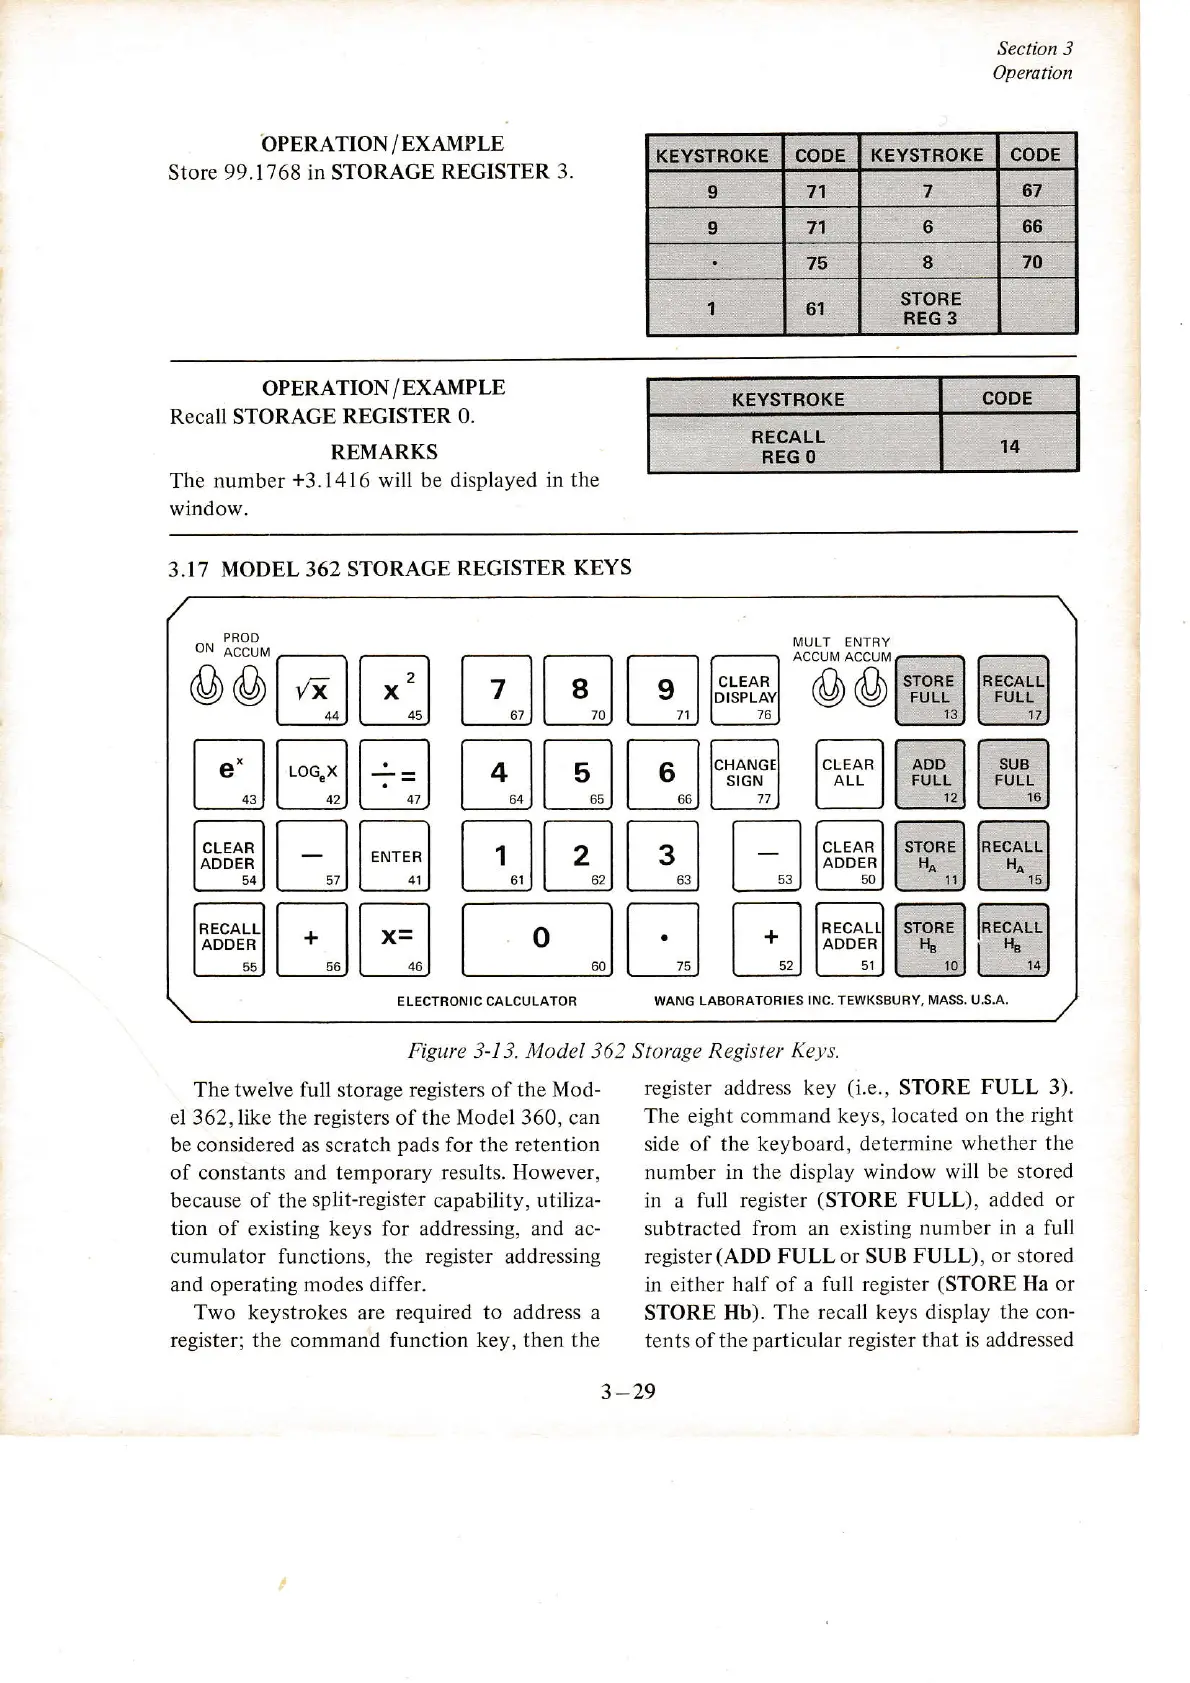 Section 3
Operation
OPERATION/EXAMPLE
Store 99.1768 in STORAGE REGISTER 3.
KEYSTROKE CODE KEYSTROKE CODE
9 71 7 67
9 71 6 66
. 75 8 70
1 61 STORE REG 3
OPERATION/EXAMPLE
Recall STORAGE REGISTER 0.
REMARKS
The number +3.1416 will be displayed in the
window.
KEYSTROKE CODE
RECALL REG 0 14
3.17 MODEL 362 STORAGE REGISTER KEYS
ON PROD ACCUM
√x 44
x² 45
7 67
8 70
9 71
CLEAR DISPLAY 76
MULT ACCUM ENTRY ACCUM
STORE FULL 13
RECALL FULL 17
eˣ 43
LOGₑX 42
÷= 47
4 64
5 65
6 66
CHANGE SIGN 77
CLEAR ALL
ADD FULL 12
SUB FULL 16
CLEAR ADDER 54
— 57
ENTER 41
1 61
2 62
3 63
— 53
CLEAR ADDER 50
STORE HA 11
RECALL HA 15
RECALL ADDER 55
+ 56
X= 46
0 60
. 75
+ 52
RECALL ADDER 51
STORE HB 10
RECALL HB 14
ELECTRONIC CALCULATOR WANG LABORATORIES INC. TEWKSBURY, MASS. U.S.A.
Figure 3-13. Model 362 Storage Register Keys.
The twelve full storage registers of the Mod-
el 362, like the registers of the Model 360, can
be considered as scratch pads for the retention
of constants and temporary results. However,
because of the split-register capability, utiliza-
tion of existing keys for addressing, and ac-
cumulator functions, the register addressing
and operating modes differ.
Two keystrokes are required to address a
register; the command function key, then the
register address key (i.e., STORE FULL 3).
The eight command keys, located on the right
side of the keyboard, determine whether the
number in the display window will be stored
in a full register (STORE FULL), added or
subtracted from an existing number in a full
register (ADD FULL or SUB FULL), or stored
in either half of a full register (STORE Ha or
STORE Hb). The recall keys display the con-
tents of the particular register that is addressed
3–29